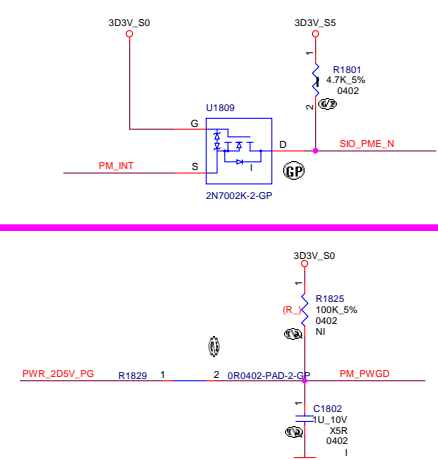 3D3V_S0
3D3V_S5
1
R1801
4.7K_5%
0402
2
GP
U1809
G
D
SIO_PME_N
PM_INT
S
I
GP
2N7002K-2-GP
3D3V_S0
1
R1825
(R_)
100K_5%
0402
NI
2
PWR_2D5V_PG
R1829
1
2
0R0402-PAD-2-GP
PM_PWGD
1
C1802
1U_10V
X5R
0402
2
I